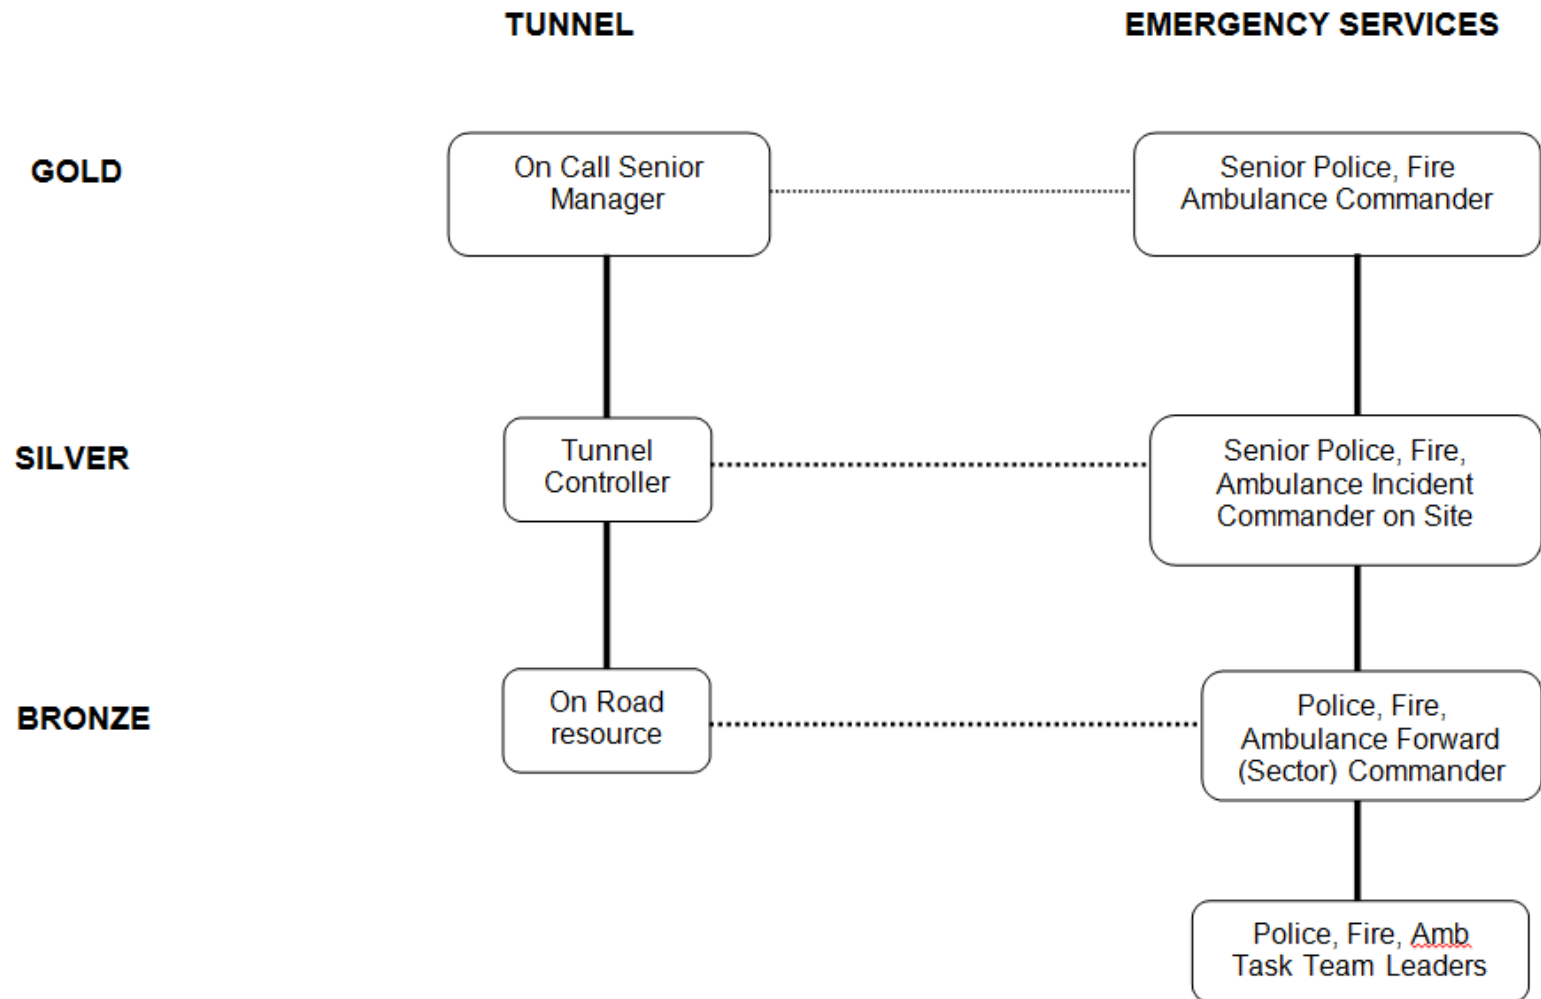 TUNNEL
EMERGENCY SERVICES
GOLD
On Call Senior
Manager
Senior Police, Fire
Ambulance Commander
SILVER
Tunnel
Controller
Senior Police, Fire,
Ambulance Incident
Commander on Site
BRONZE
On Road
resource
Police, Fire,
Ambulance Forward
(Sector) Commander
Police, Fire, Amb
Task Team Leaders